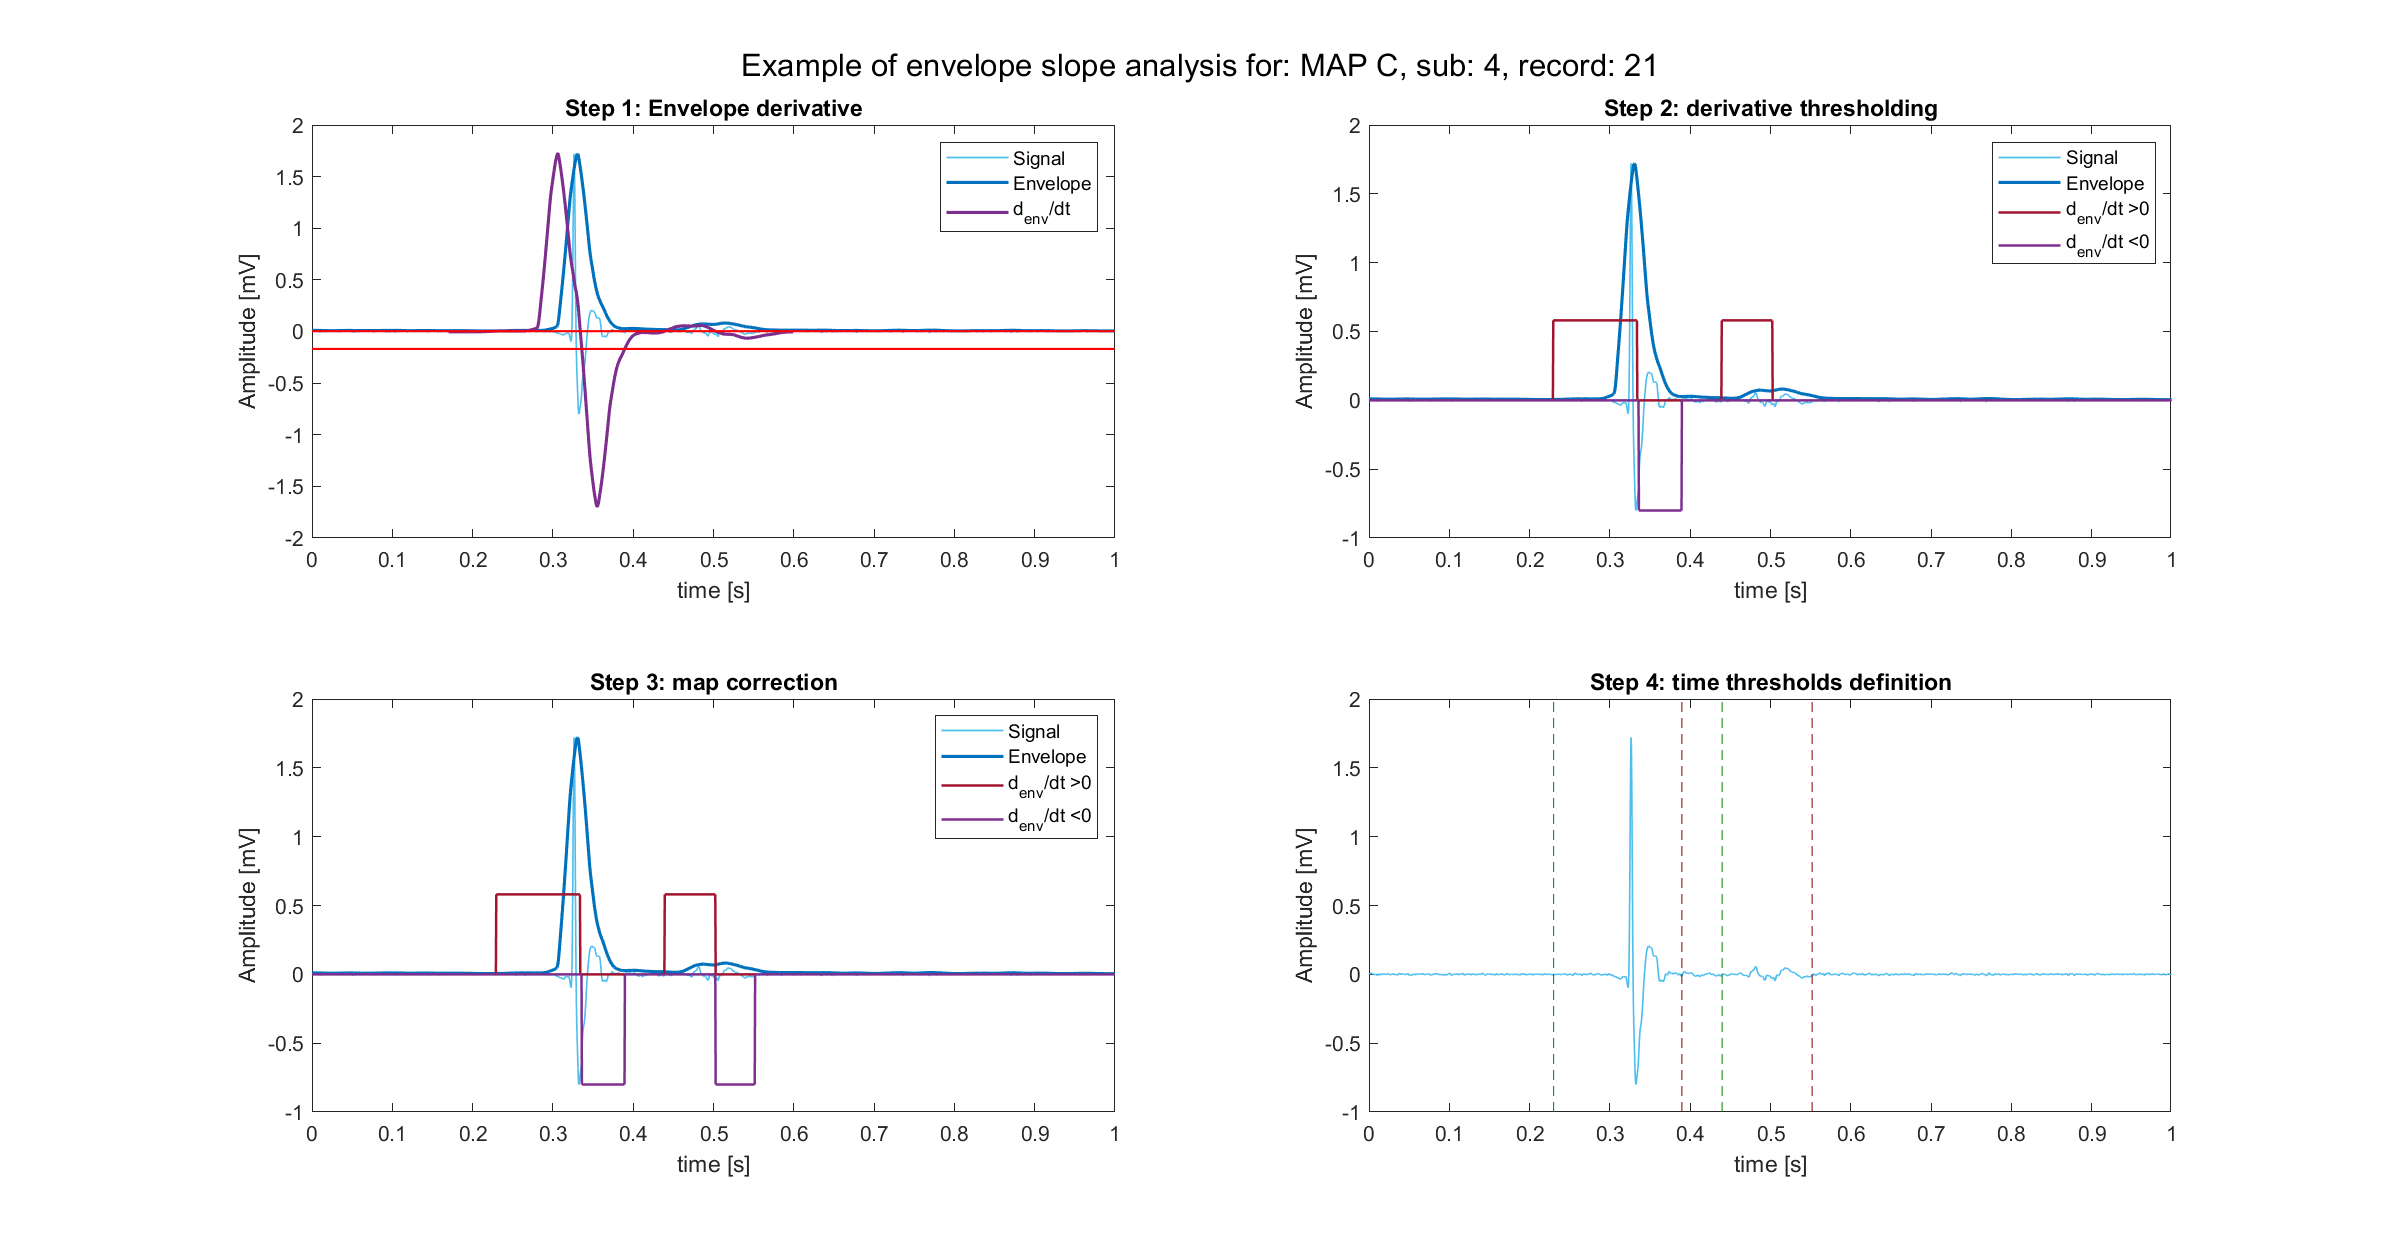 Example of envelope slope analysis for: MAP C, sub: 4, record: 21
Step 1: Envelope derivative
2
1.5
1
0.5
0
-0.5
-1
-1.5
-2
Amplitude [mV]
Signal
Envelope
d_env/dt
0 0.1 0.2 0.3 0.4 0.5 0.6 0.7 0.8 0.9 1
time [s]
Step 2: derivative thresholding
2
1.5
1
0.5
0
-0.5
-1
Amplitude [mV]
Signal
Envelope
d_env/dt >0
d_env/dt <0
0 0.1 0.2 0.3 0.4 0.5 0.6 0.7 0.8 0.9 1
time [s]
Step 3: map correction
2
1.5
1
0.5
0
-0.5
-1
Amplitude [mV]
Signal
Envelope
d_env/dt >0
d_env/dt <0
0 0.1 0.2 0.3 0.4 0.5 0.6 0.7 0.8 0.9 1
time [s]
Step 4: time thresholds definition
2
1.5
1
0.5
0
-0.5
-1
Amplitude [mV]
0 0.1 0.2 0.3 0.4 0.5 0.6 0.7 0.8 0.9 1
time [s]